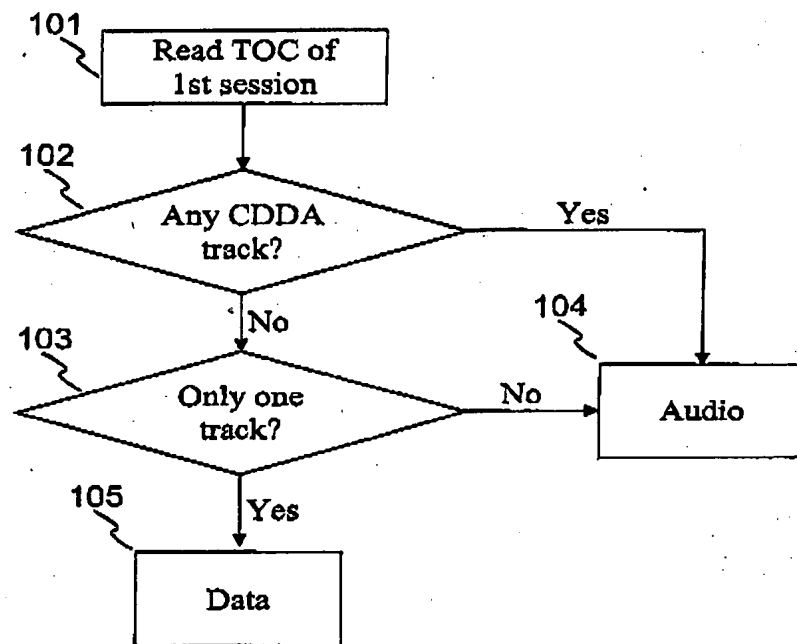 101
Read TOC of
1st session
102
Any CDDA
track?
Yes
No
104
103
Only one
track?
No
Audio
105
Yes
Data